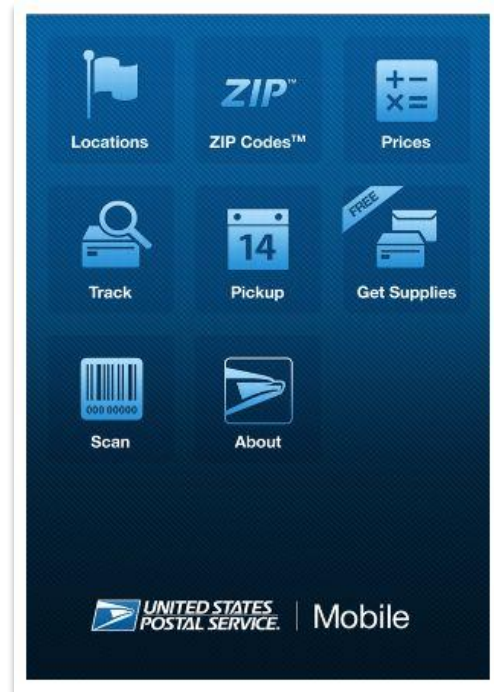 Locations
ZIP™
ZIP Codes™
+ −
× =
Prices
Track
14
Pickup
FREE
Get Supplies
000 00000
Scan
About
UNITED STATES
POSTAL SERVICE.
Mobile